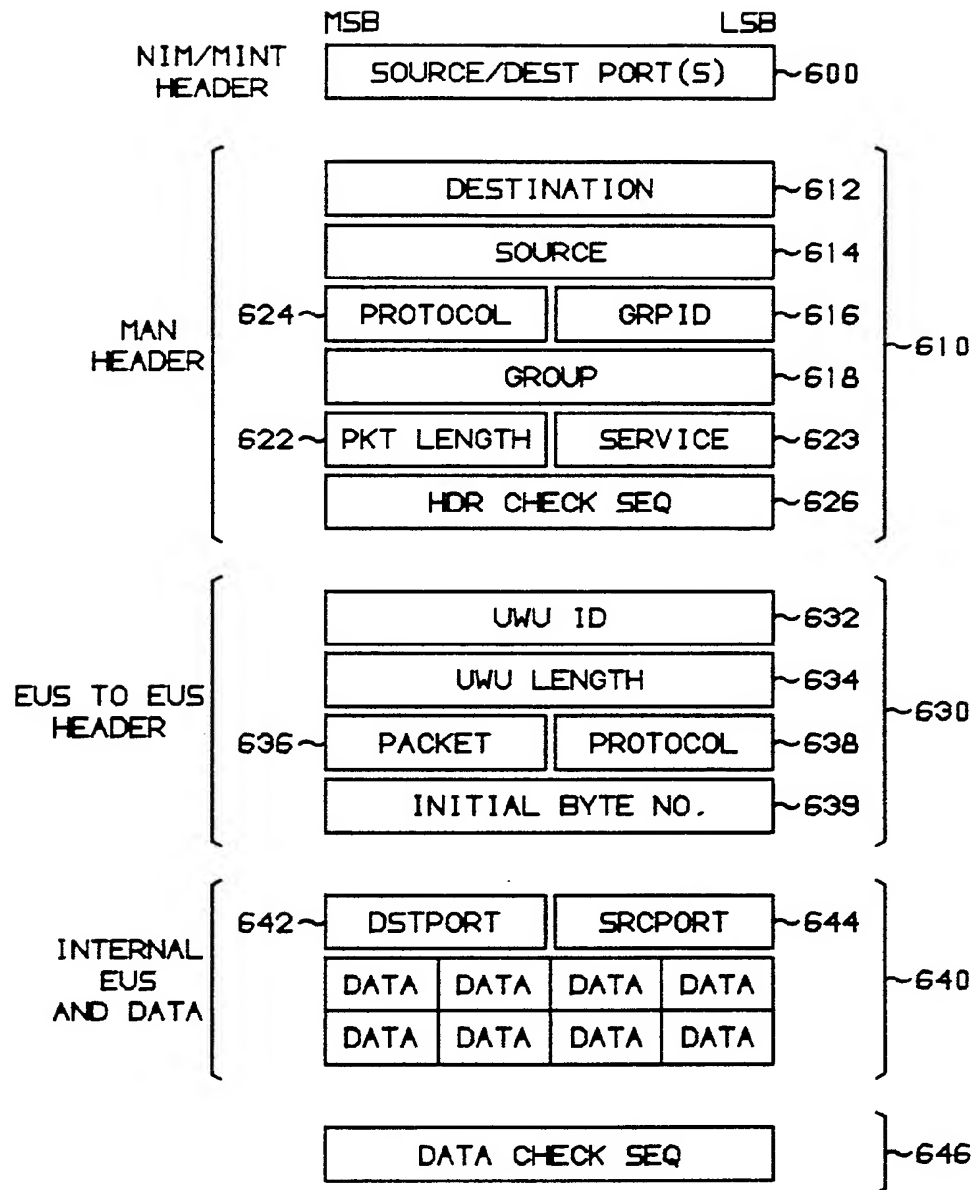 MSB LSB
NIM/MINT HEADER SOURCE/DEST PORT(S) ~600
DESTINATION ~612
SOURCE ~614
624~ PROTOCOL GRPID ~616
MAN HEADER ~610
GROUP ~618
622~ PKT LENGTH SERVICE ~623
HDR CHECK SEQ ~626
UWU ID ~632
UWU LENGTH ~634
EUS TO EUS HEADER ~630
636~ PACKET PROTOCOL ~638
INITIAL BYTE NO. ~639
642~ DSTPORT SRCPORT ~644
INTERNAL EUS AND DATA ~640
DATA DATA DATA DATA
DATA DATA DATA DATA
DATA CHECK SEQ ~646